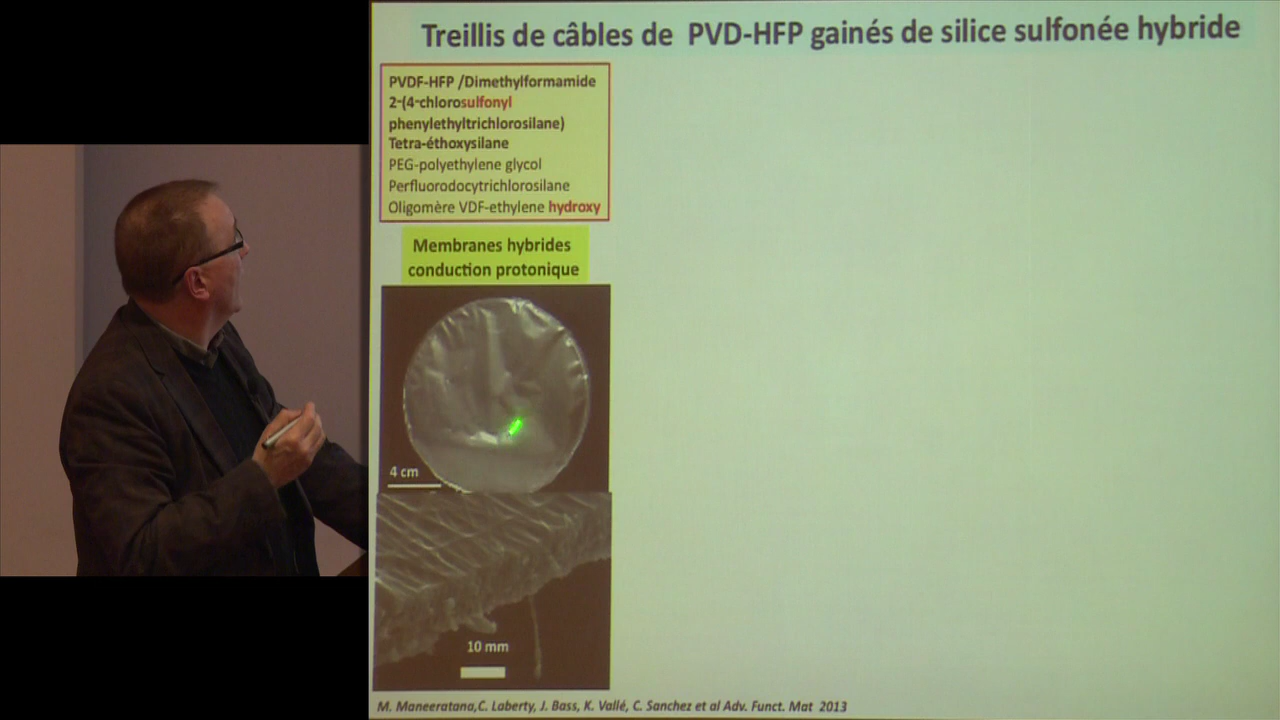 Treillis de câbles de PVD-HFP gainés de silice sulfonée hybride
PVDF-HFP /Dimethylformamide
2-(4-chlorosulfonyl
phenylethyltrichlorosilane)
Tetra-éthoxysilane
PEG-polyethylene glycol
Perfluorodocytrichlorosilane
Oligomère VDF-ethylene hydroxy
Membranes hybrides
conduction protonique
4 cm
10 mm
M. Maneeratana,C. Laberty, J. Bass, K. Vallé, C. Sanchez et al Adv. Funct. Mat 2013